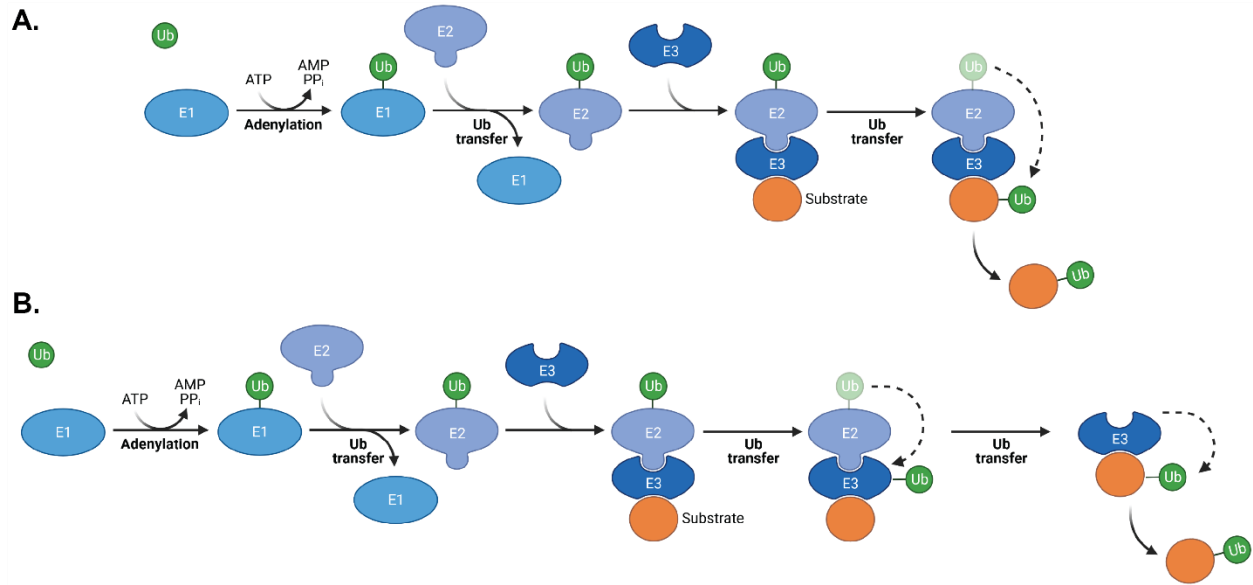 A.
Ub
E1
ATP
AMP
PPi
Adenylation
Ub
E1
E2
Ub
transfer
E1
Ub
E2
E3
Ub
E2
E3
Substrate
Ub
transfer
Ub
E2
E3
Ub
Ub
B.
Ub
E1
ATP
AMP
PPi
Adenylation
Ub
E1
E2
Ub
transfer
E1
Ub
E2
E3
Ub
E2
E3
Substrate
Ub
transfer
Ub
E2
E3
Ub
Ub
transfer
E3
Ub
Ub